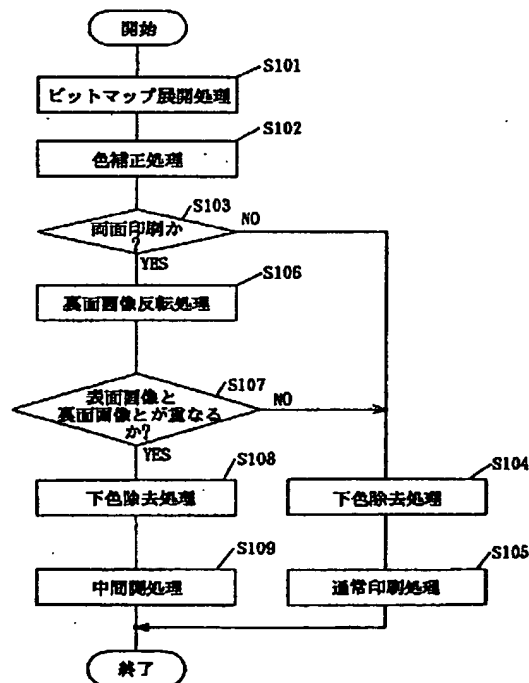 開始
S101
ビットマップ展開処理
S102
色補正処理
S103
両面印刷か
?
NO
YES
S106
裏面画像反転処理
S107
表面画像と
裏面画像とが重なる
か?
NO
YES
S108
下色除去処理
S104
下色除去処理
S109
中間調処理
S105
通常印刷処理
終了